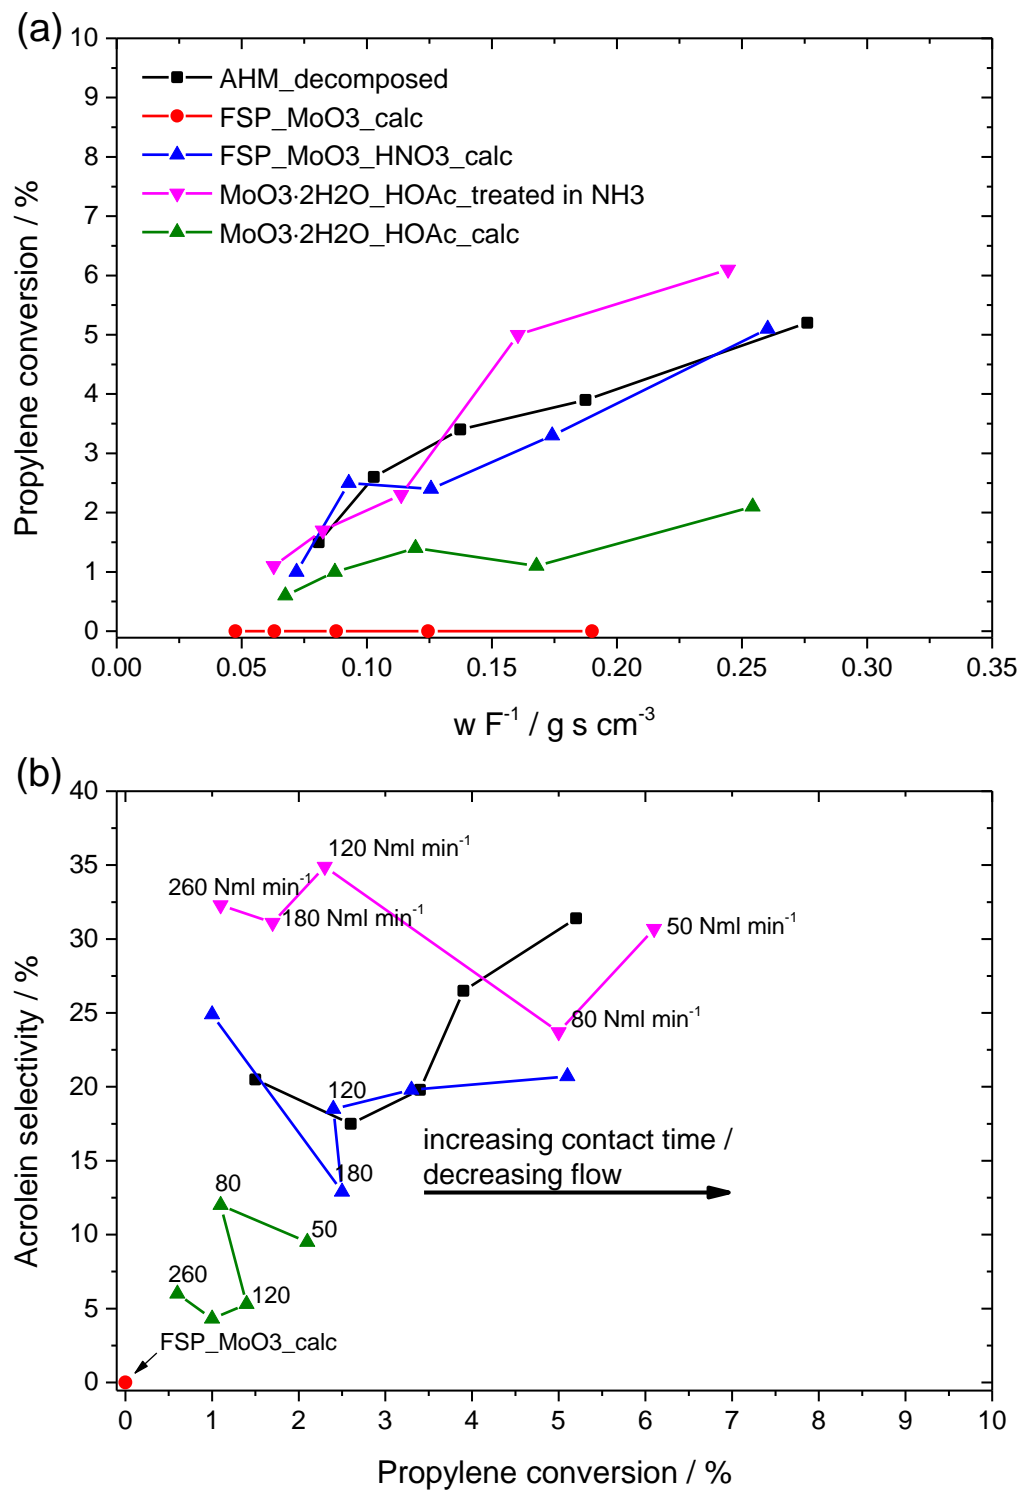 (a)
10
9
8
7
6
5
4
3
2
1
0
Propylene conversion / %
AHM_decomposed
FSP_MoO3_calc
FSP_MoO3_HNO3_calc
MoO3·2H2O_HOAc_treated in NH3
MoO3·2H2O_HOAc_calc
0.00 0.05 0.10 0.15 0.20 0.25 0.30 0.35
w F⁻¹ / g s cm⁻³
(b)
40
35
30
25
20
15
10
5
0
Acrolein selectivity / %
120 Nml min⁻¹
260 Nml min⁻¹
180 Nml min⁻¹
50 Nml min⁻¹
80 Nml min⁻¹
120
increasing contact time /
decreasing flow
180
80
50
260
120
FSP_MoO3_calc
0 1 2 3 4 5 6 7 8 9 10
Propylene conversion / %